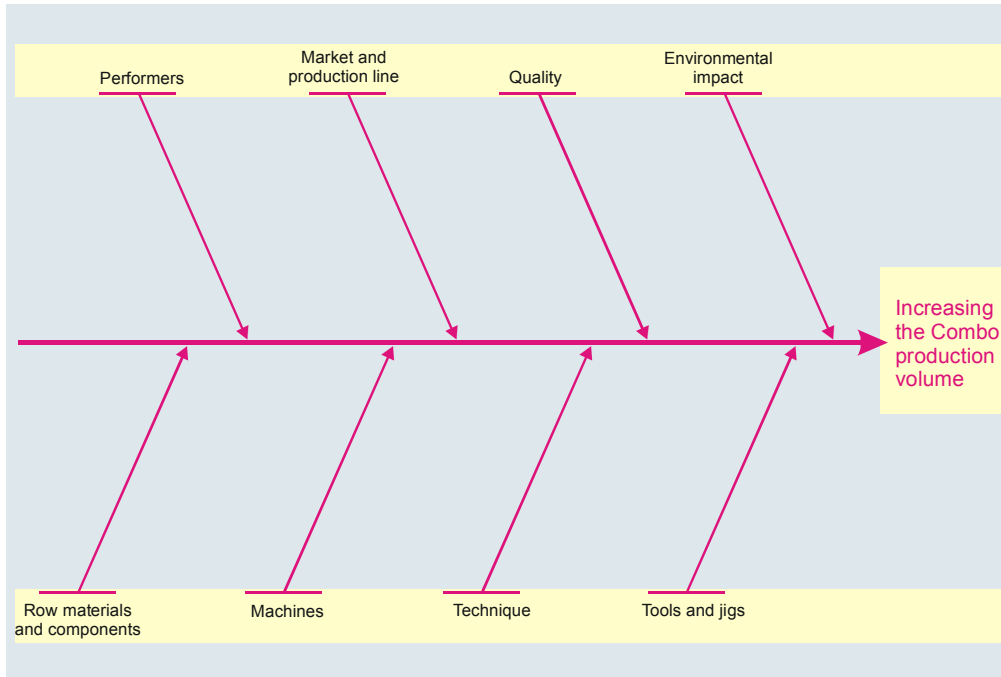 Performers
Market and
production line
Quality
Environmental
impact
Increasing
the Combo
production
volume
Row materials
and components
Machines
Technique
Tools and jigs